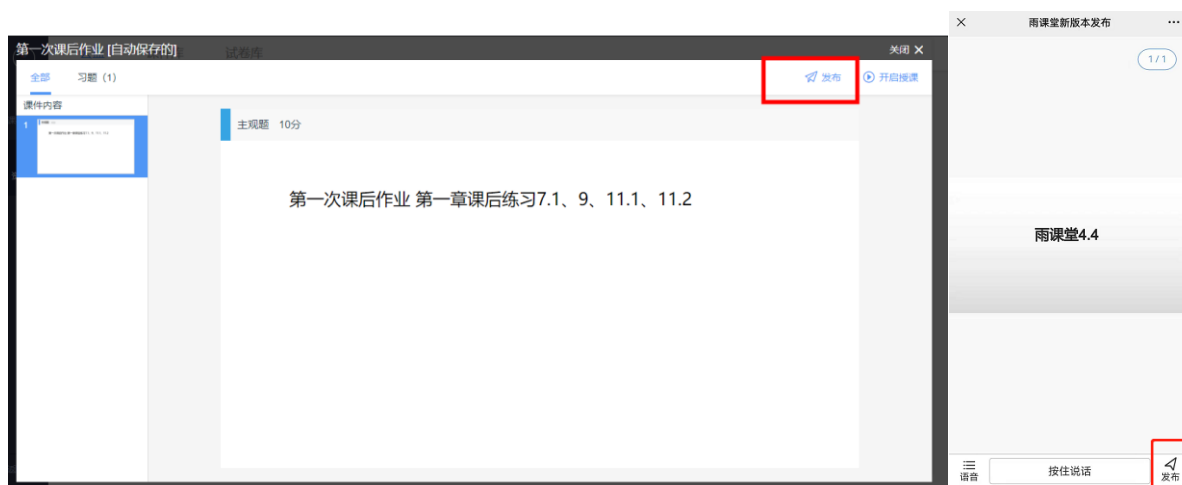 第一次课后作业 [自动保存的]
试卷库
关闭 ✕
全部
习题（1）
发布
开启授课
课件内容
1
主观题 10分
第一次课后作业 第一章课后练习7.1、9、11.1、11.2
雨课堂新版本发布
1/1
雨课堂4.4
语音
按住说话
发布